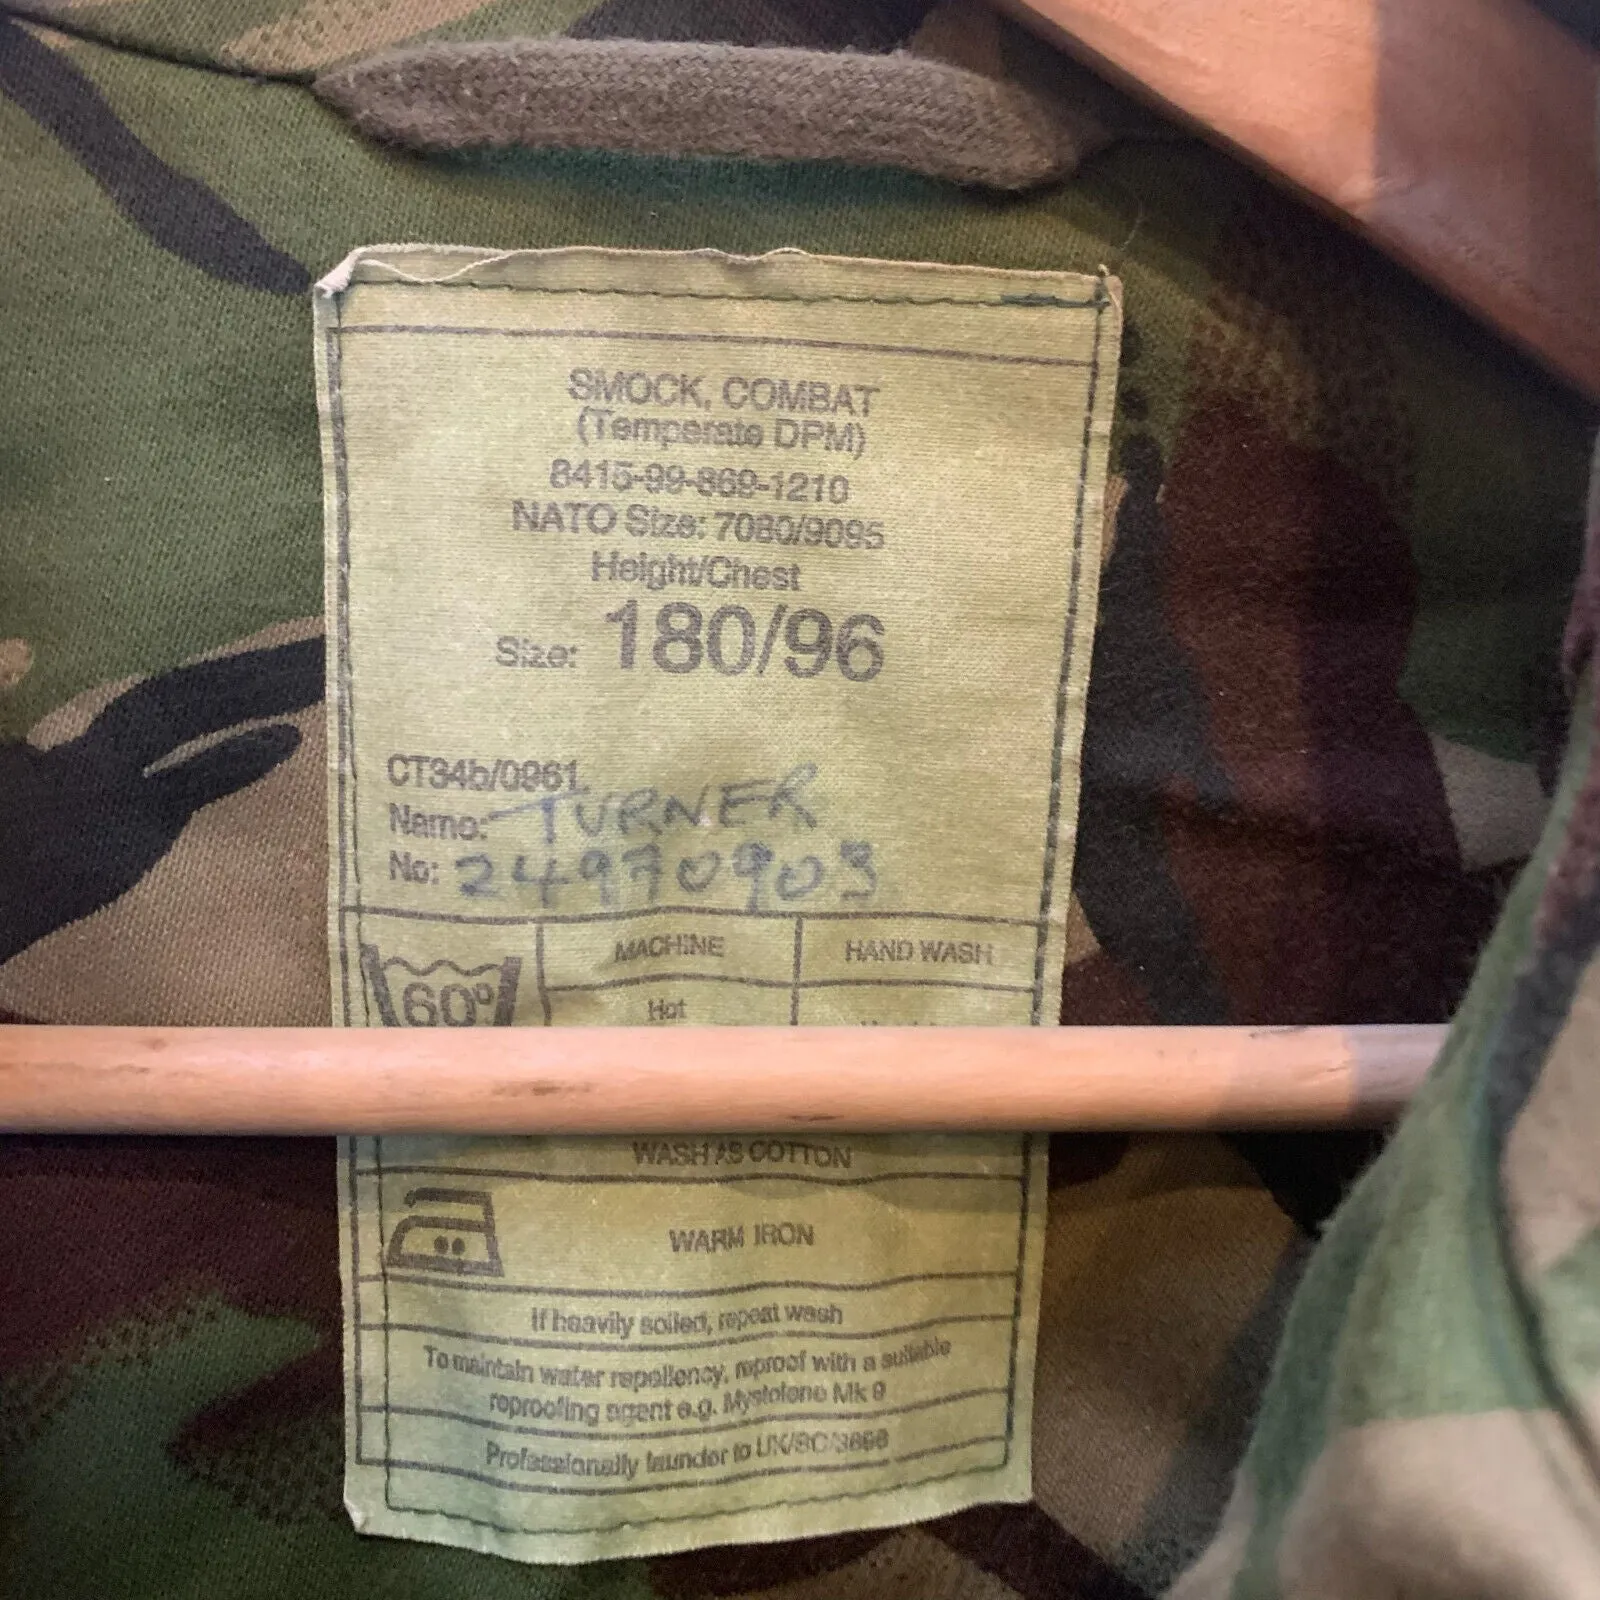 SMOCK, COMBAT
(Temperate DPM)
8415-99-869-1210
NATO Size: 7080/9095
Height/Chest
Size: 180/96
CT34b/0961
Name: TURNER
No: 24970903
60º
MACHINE
HAND WASH
Hot
WASH AS COTTON
WARM IRON
If heavily soiled, repeat wash
To maintain water repellency, reproof with a suitable
reproofing agent e.g. Mystolene Mk 9
Professionally launder to UK/SC/